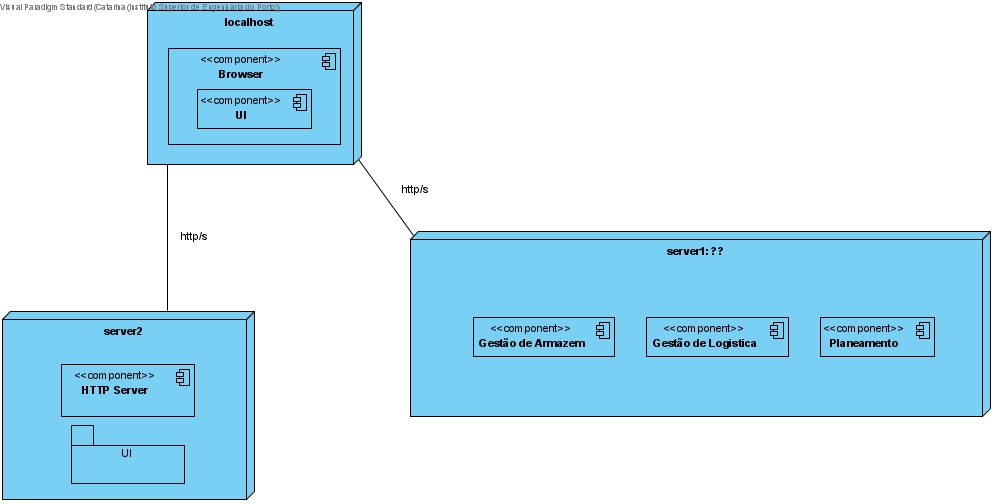 Visual Paradigm Standard (Catarina (Instituto Superior de Engenharia do Porto))
localhost
<<component>>
Browser
<<component>>
UI
http/s
http/s
server1:??
<<component>>
Gestão de Armazem
<<component>>
Gestão de Logistica
<<component>>
Planeamento
server2
<<component>>
HTTP Server
UI